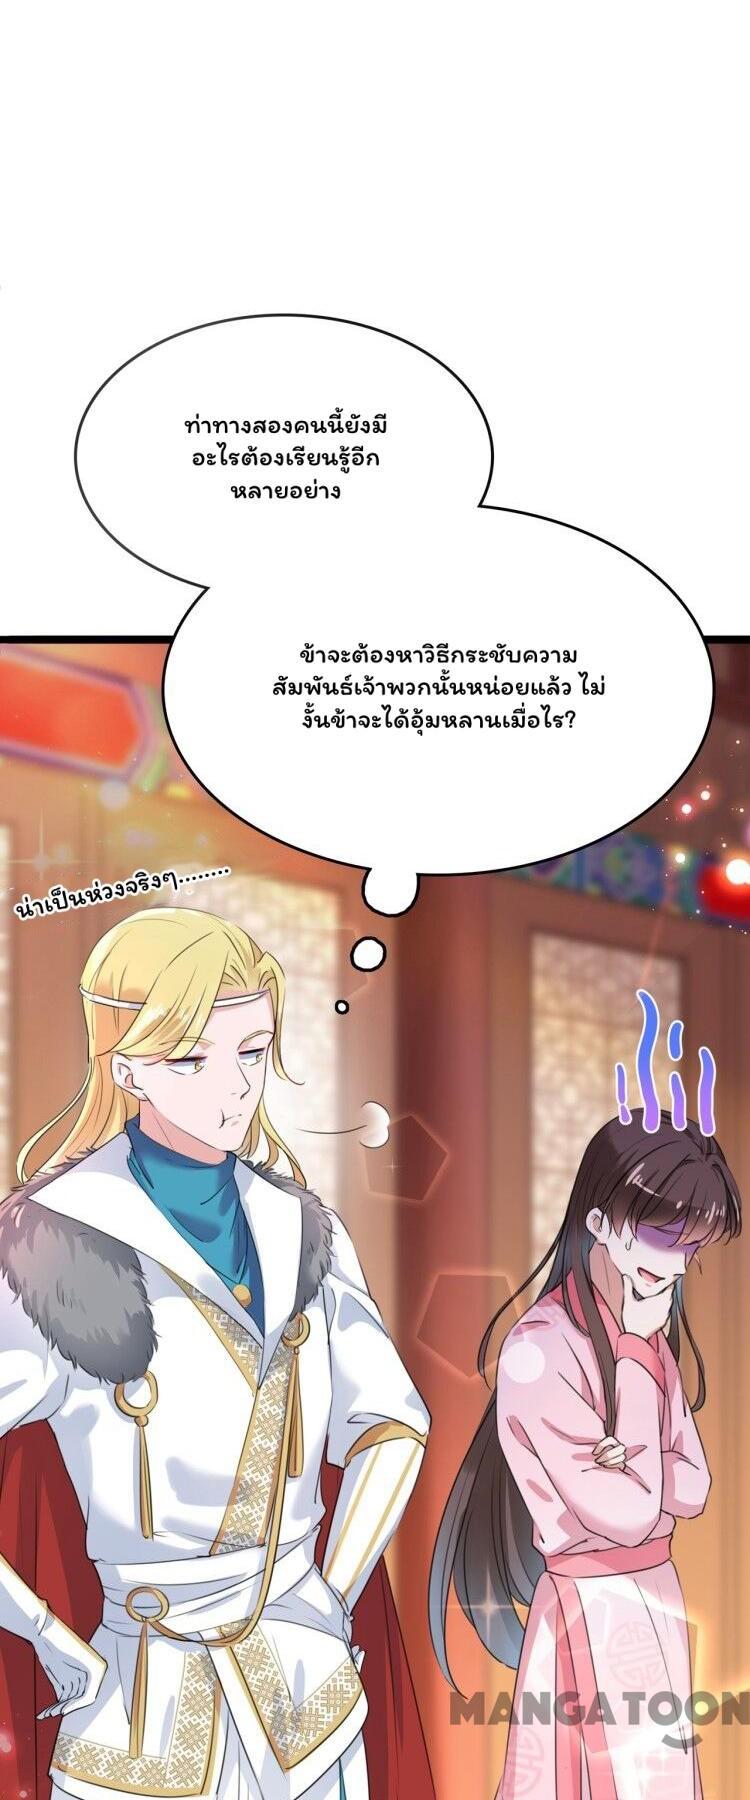 ท่าทางสองคนนี้ยังมี
อะไรต้องเรียนรู้อีก
หลายอย่าง
ข้าจะต้องหาวิธีกระชับความ
สัมพันธ์เจ้าพวกนั้นหน่อยแล้ว ไม่
งั้นข้าจะได้อุ้มหลานเมื่อไร?
น่าเป็นห่วงจริงๆ........
MANGATOON